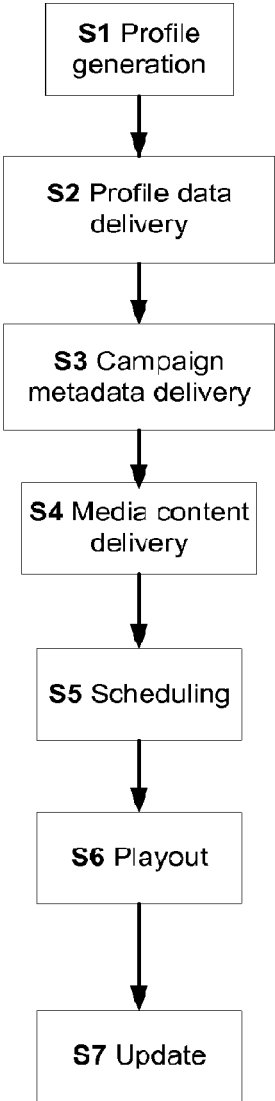 S1 Profile
generation
S2 Profile data
delivery
S3 Campaign
metadata delivery
S4 Media content
delivery
S5 Scheduling
S6 Playout
S7 Update